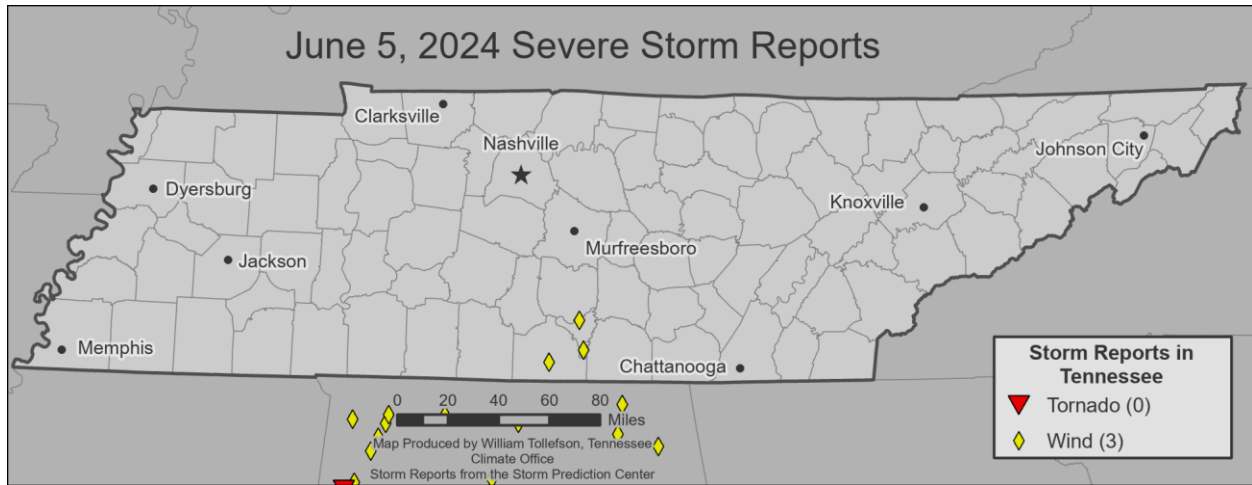 June 5, 2024 Severe Storm Reports
Clarksville
Nashville
Johnson City
Dyersburg
Knoxville
Murfreesboro
Jackson
Memphis
Chattanooga
Storm Reports in
Tennessee
Tornado (0)
Wind (3)
0 20 40 60 80
Miles
Map Produced by William Tollefson, Tennessee
Climate Office
Storm Reports from the Storm Prediction Center